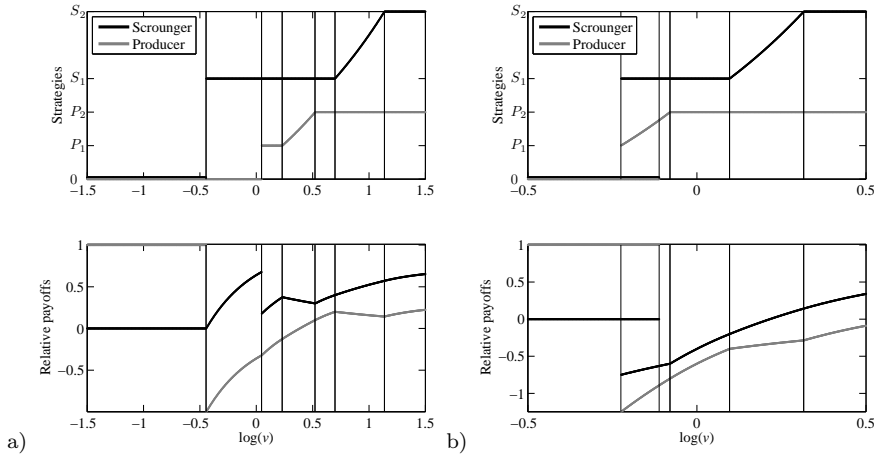 S₂
S₁
P₂
P₁
0
Strategies
Scrounger
Producer
−1.5 −1 −0.5 0 0.5 1 1.5
S₂
S₁
P₂
P₁
0
Strategies
Scrounger
Producer
−0.5 0 0.5
1
0.5
0
−0.5
Relative payoffs
−1.5 −1 −0.5 0 0.5 1 1.5
log(v)
a)
1
0.5
0
−0.5
−1
Relative payoffs
−0.5 0 0.5
log(v)
b)